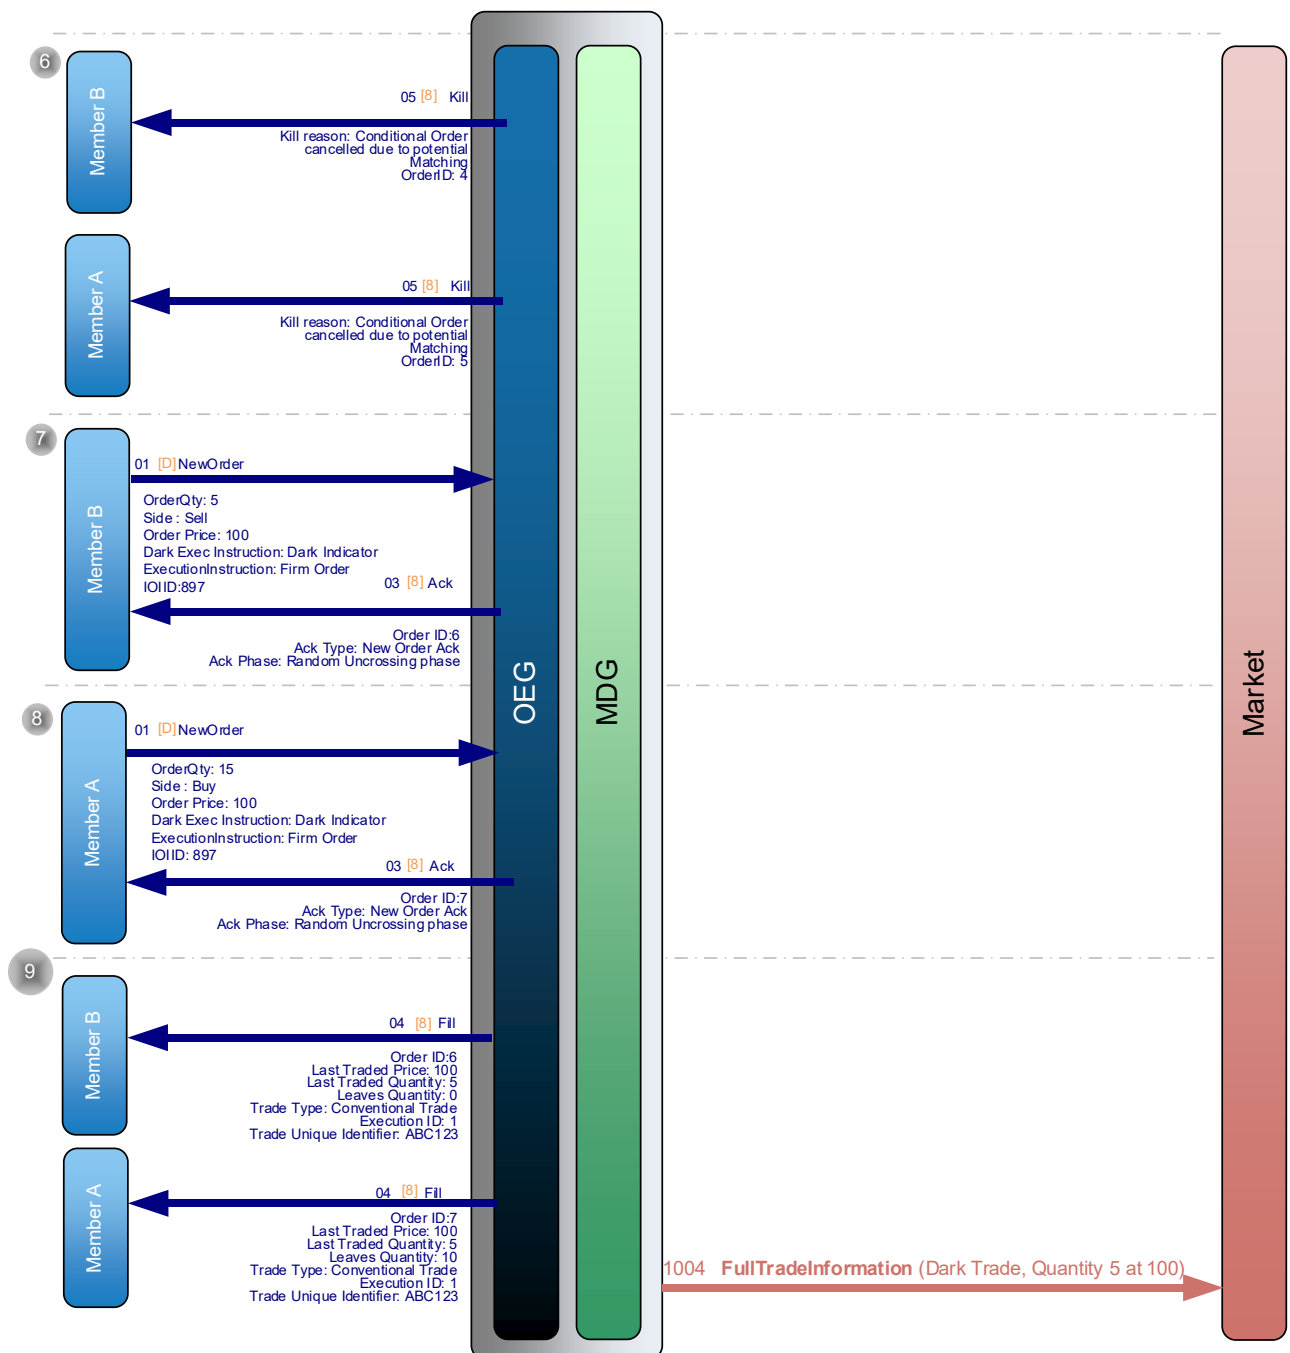 6
Member B
05 [8] Kill
Kill reason: Conditional Order
cancelled due to potential
Matching
OrderID: 4
Member A
05 [8] Kill
Kill reason: Conditional Order
cancelled due to potential
Matching
OrderID: 5
7
Member B
01 [D] NewOrder
OrderQty: 5
Side : Sell
Order Price: 100
Dark Exec Instruction: Dark Indicator
ExecutionInstruction: Firm Order
IOIID:897
03 [8] Ack
Order ID:6
Ack Type: New Order Ack
Ack Phase: Random Uncrossing phase
OEG
MDG
Market
8
Member A
01 [D] NewOrder
OrderQty: 15
Side : Buy
Order Price: 100
Dark Exec Instruction: Dark Indicator
ExecutionInstruction: Firm Order
IOIID: 897
03 [8] Ack
Order ID:7
Ack Type: New Order Ack
Ack Phase: Random Uncrossing phase
9
Member B
04 [8] Fill
Order ID:6
Last Traded Price: 100
Last Traded Quantity: 5
Leaves Quantity: 0
Trade Type: Conventional Trade
Execution ID: 1
Trade Unique Identifier: ABC123
Member A
04 [8] Fill
Order ID:7
Last Traded Price: 100
Last Traded Quantity: 5
Leaves Quantity: 10
Trade Type: Conventional Trade
Execution ID: 1
Trade Unique Identifier: ABC123
1004 FullTradeInformation (Dark Trade, Quantity 5 at 100)